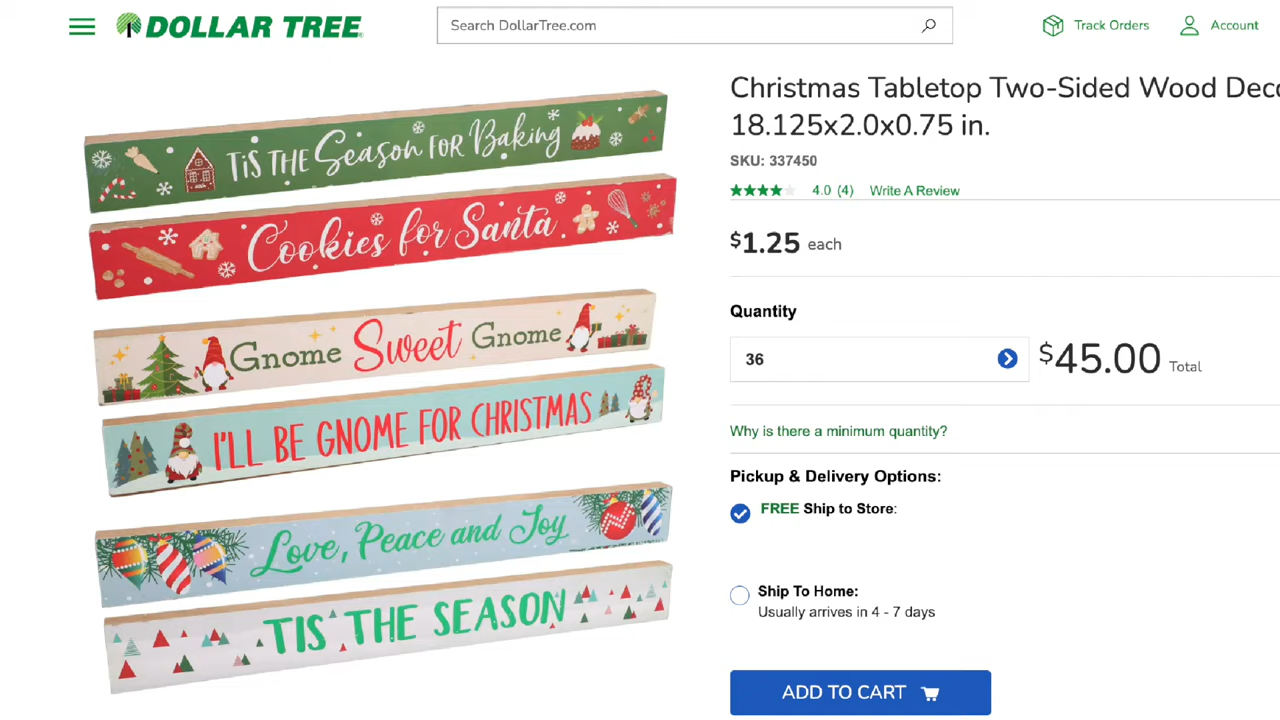 DOLLAR TREE
Search DollarTree.com
Track Orders
Account
TIS THE Season FOR Baking
Cookies for Santa
Gnome Sweet Gnome
I'LL BE GNOME FOR CHRISTMAS
Love, Peace and Joy
TIS THE SEASON
Christmas Tabletop Two-Sided Wood Deco
18.125x2.0x0.75 in.
SKU: 337450
4.0 (4) Write A Review
$1.25 each
Quantity
36
$45.00 Total
Why is there a minimum quantity?
Pickup & Delivery Options:
FREE Ship to Store:
Ship To Home:
Usually arrives in 4 - 7 days
ADD TO CART